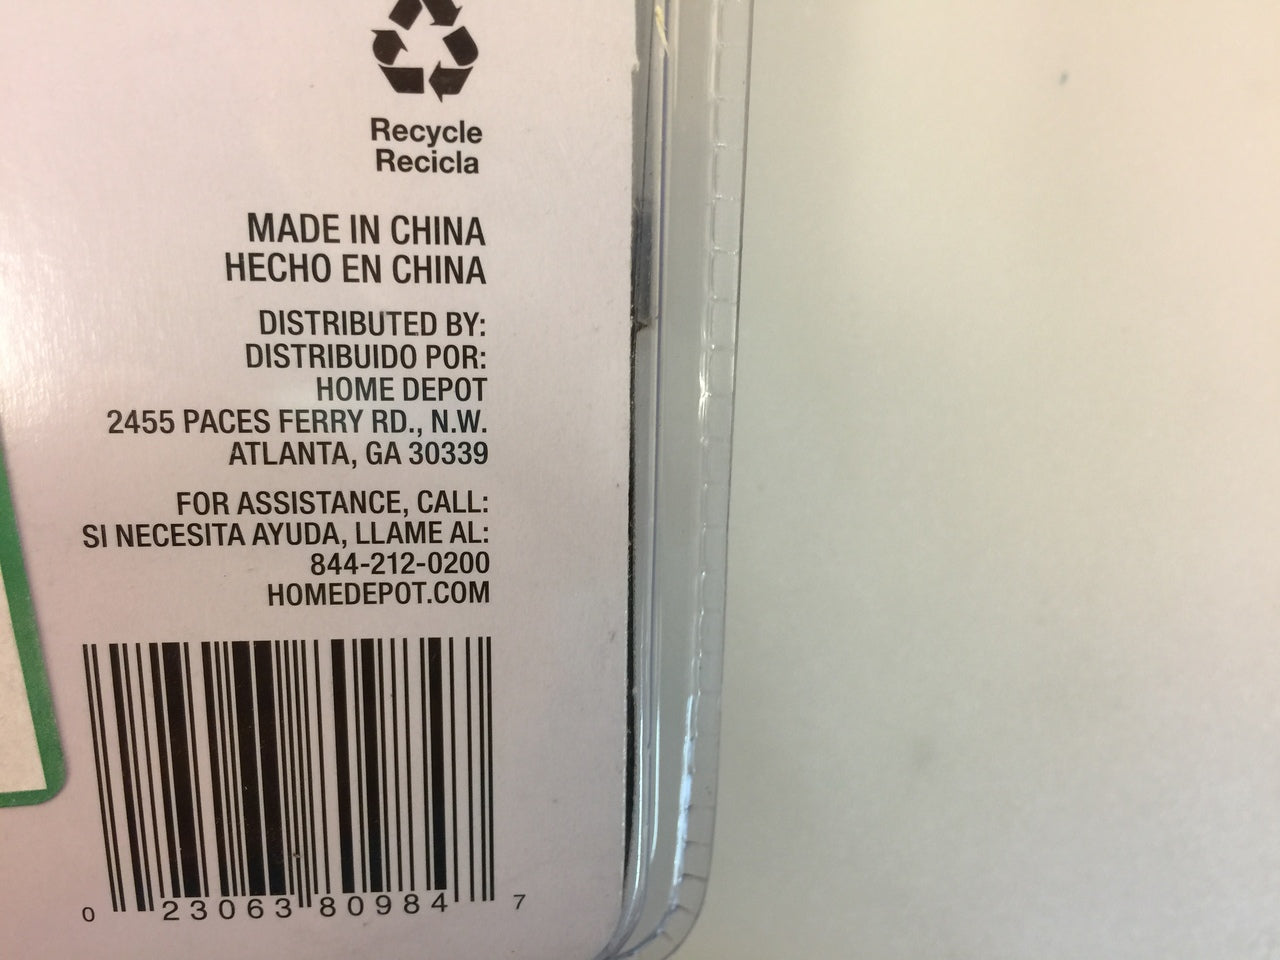 Recycle
Recicla
MADE IN CHINA
HECHO EN CHINA
DISTRIBUTED BY:
DISTRIBUIDO POR:
HOME DEPOT
2455 PACES FERRY RD., N.W.
ATLANTA, GA 30339
FOR ASSISTANCE, CALL:
SI NECESITA AYUDA, LLAME AL:
844-212-0200
HOMEDEPOT.COM
0 23063 80984 7